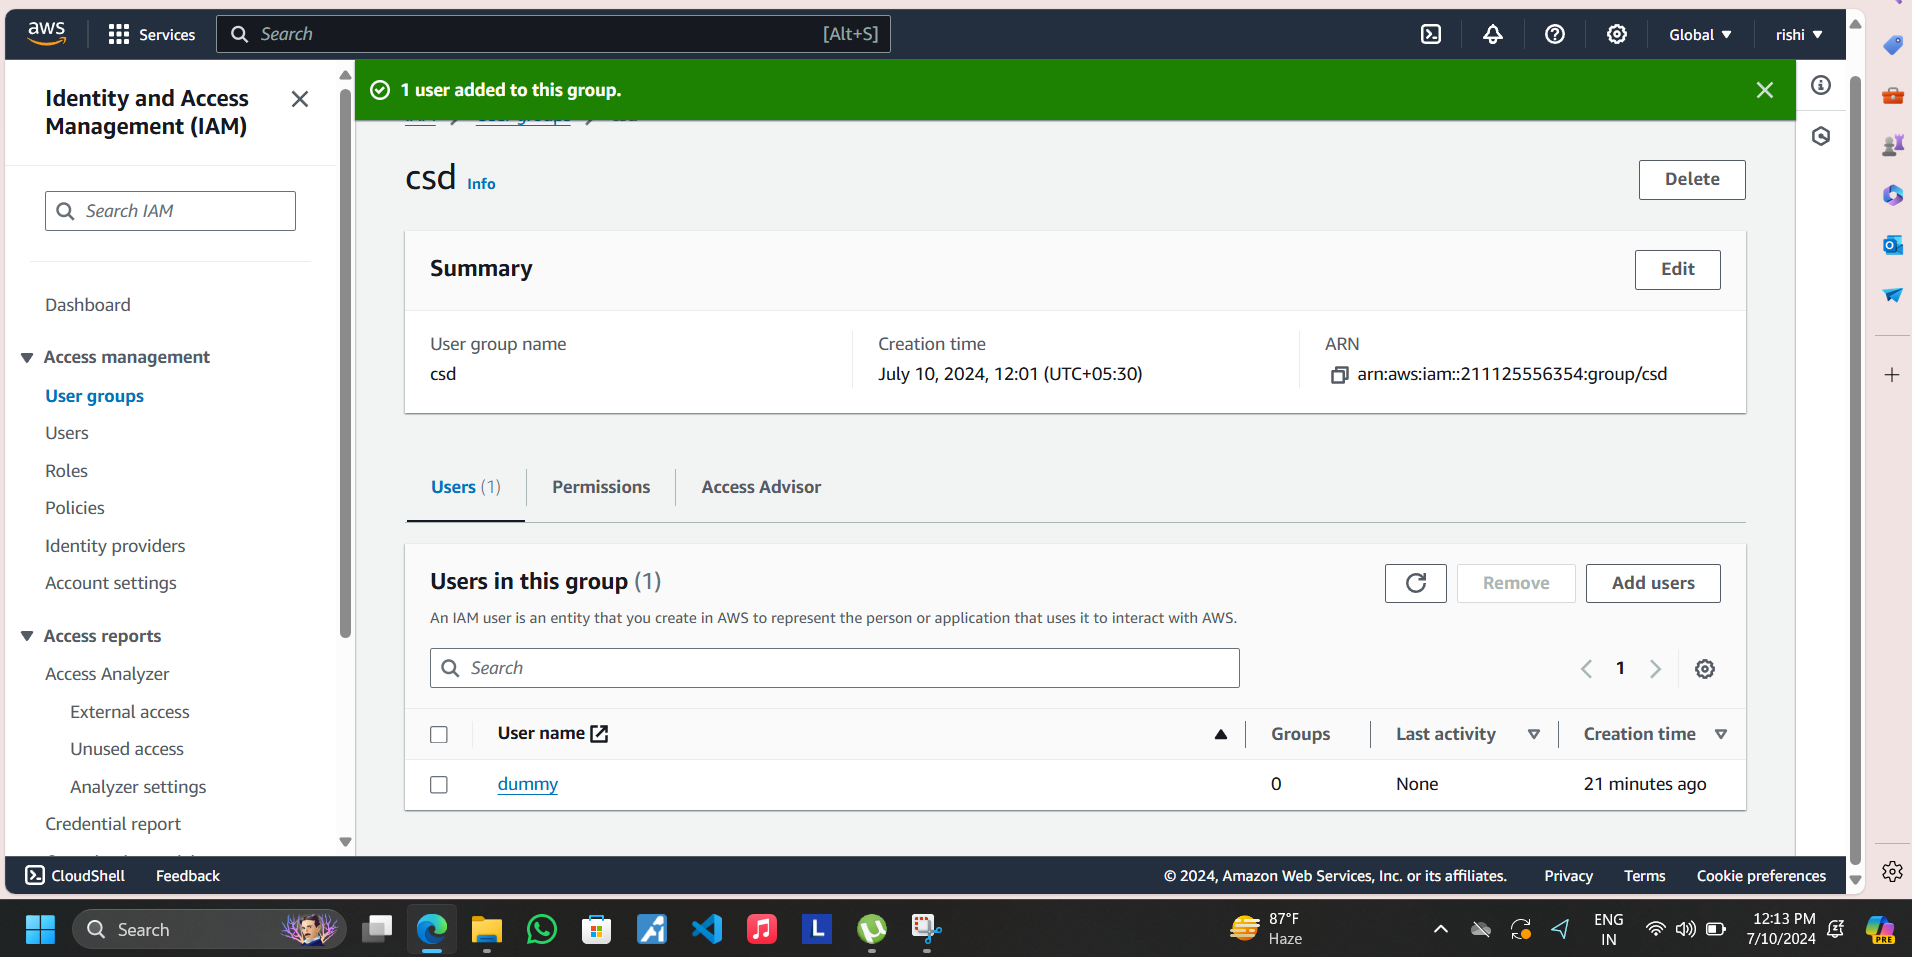 aws
Services
Search
[Alt+S]
Global
rishi
Identity and Access
Management (IAM)
Search IAM
Dashboard
Access management
User groups
Users
Roles
Policies
Identity providers
Account settings
Access reports
Access Analyzer
External access
Unused access
Analyzer settings
Credential report
1 user added to this group.
csd Info
Delete
Summary
Edit
User group name
csd
Creation time
July 10, 2024, 12:01 (UTC+05:30)
ARN
arn:aws:iam::211125556354:group/csd
Users (1)
Permissions
Access Advisor
Users in this group (1)
Remove
Add users
An IAM user is an entity that you create in AWS to represent the person or application that uses it to interact with AWS.
Search
1
User name
Groups
Last activity
Creation time
dummy
0
None
21 minutes ago
CloudShell
Feedback
© 2024, Amazon Web Services, Inc. or its affiliates.
Privacy
Terms
Cookie preferences
Search
L
87°F
Haze
ENG
IN
12:13 PM
7/10/2024
PRE